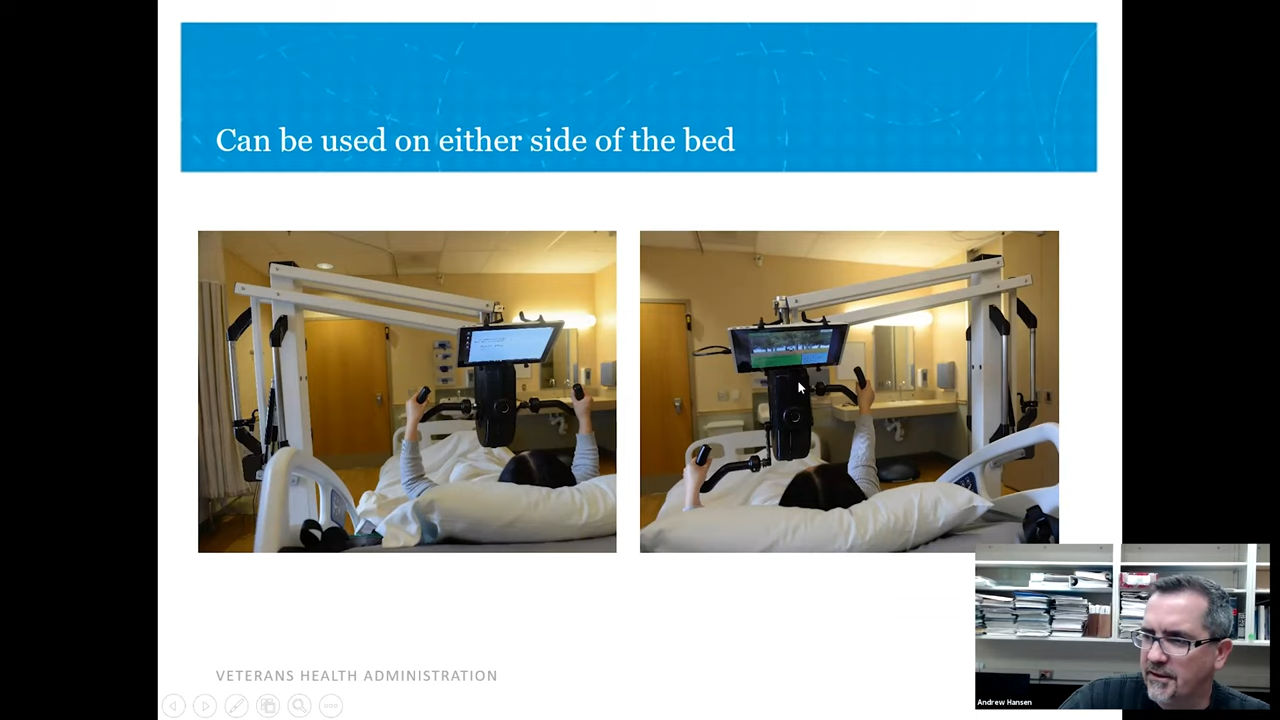 Can be used on either side of the bed
VETERANS HEALTH ADMINISTRATION
Andrew Hansen